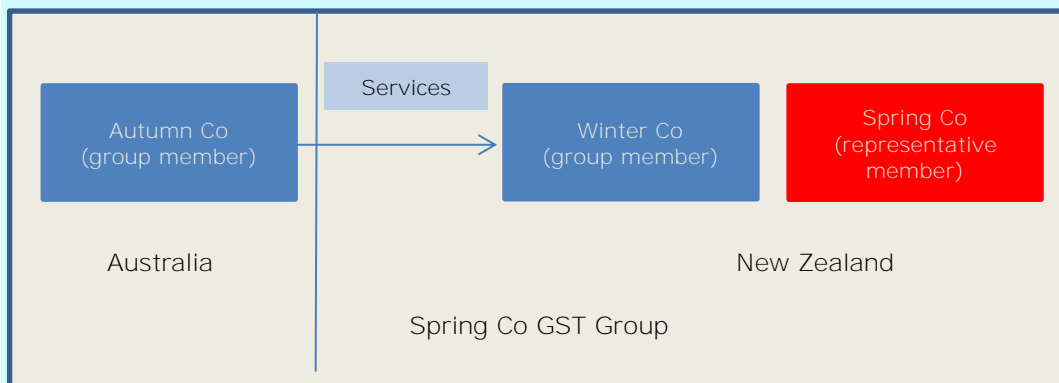 Services
Autumn Co
(group member)
Winter Co
(group member)
Spring Co
(representative
member)
Australia
New Zealand
Spring Co GST Group